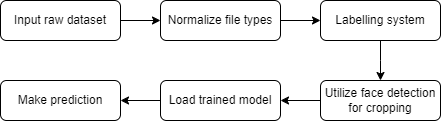 Input raw dataset
Normalize file types
Labelling system
Utilize face detection
for cropping
Load trained model
Make prediction